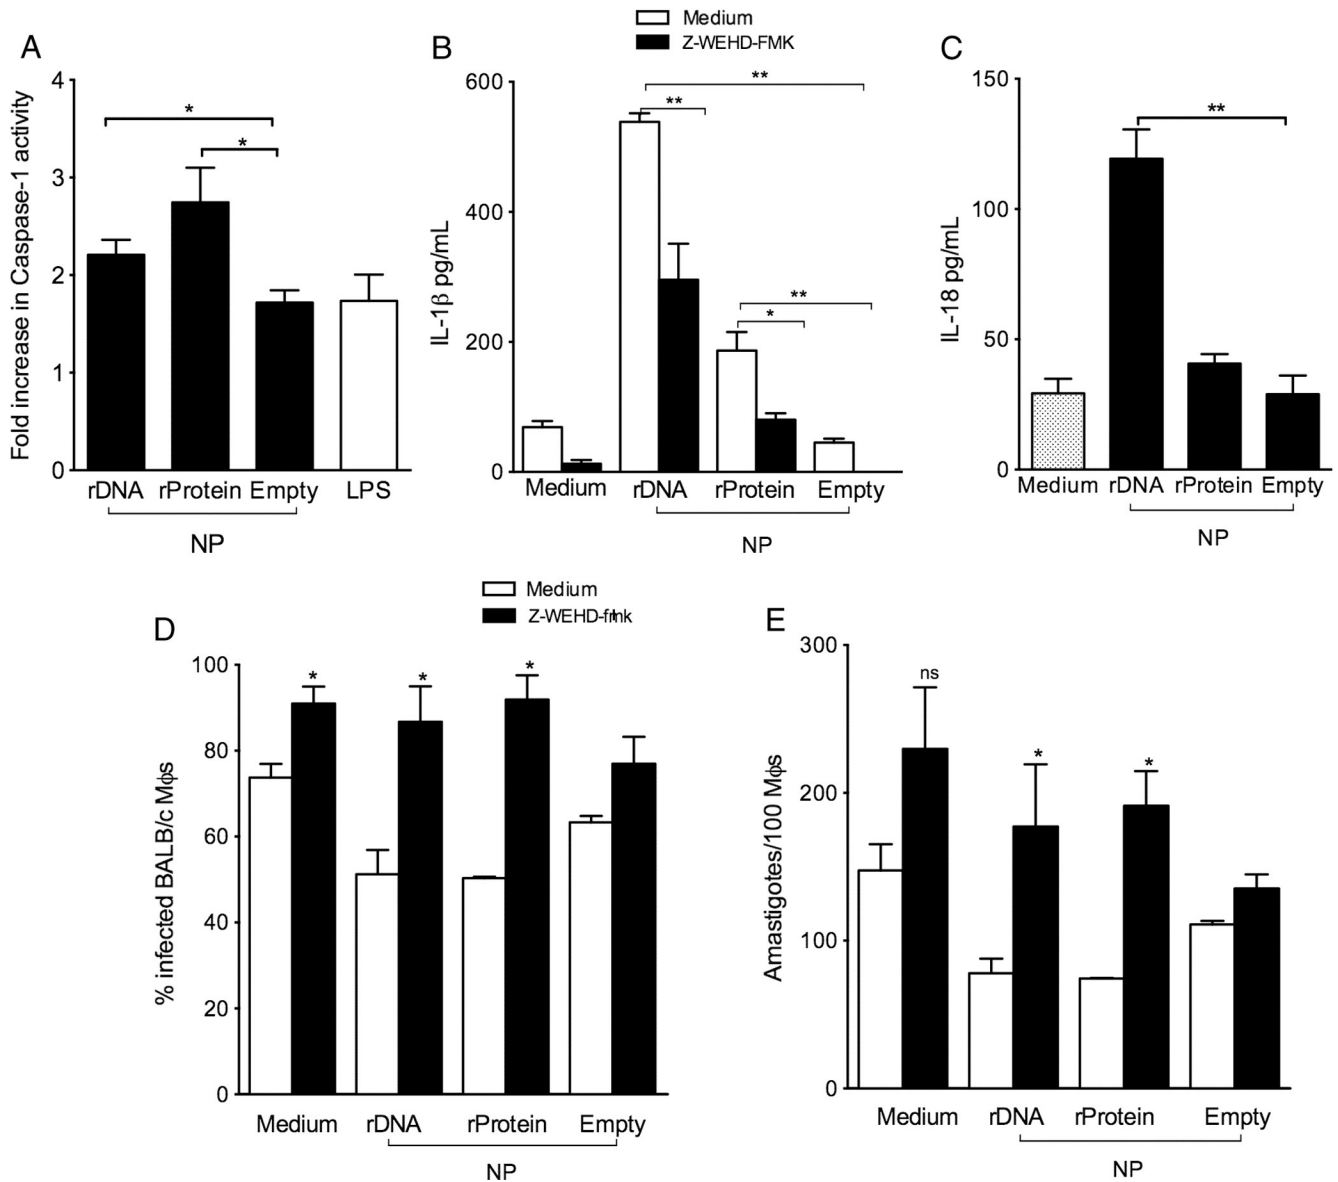 A
Fold increase in Caspase-1 activity
4
3
2
1
0
*
*
rDNA rProtein Empty LPS
NP
Medium
Z-WEHD-FMK
B
IL-1β pg/mL
600
400
200
0
**
**
**
*
Medium rDNA rProtein Empty
NP
C
IL-18 pg/mL
150
100
50
0
**
Medium rDNA rProtein Empty
NP
Medium
Z-WEHD-fmk
D
% infected BALB/c Mϕs
100
80
60
40
20
0
* * *
Medium rDNA rProtein Empty
NP
E
Amastigotes/100 Mϕs
300
200
100
0
ns
* *
Medium rDNA rProtein Empty
NP